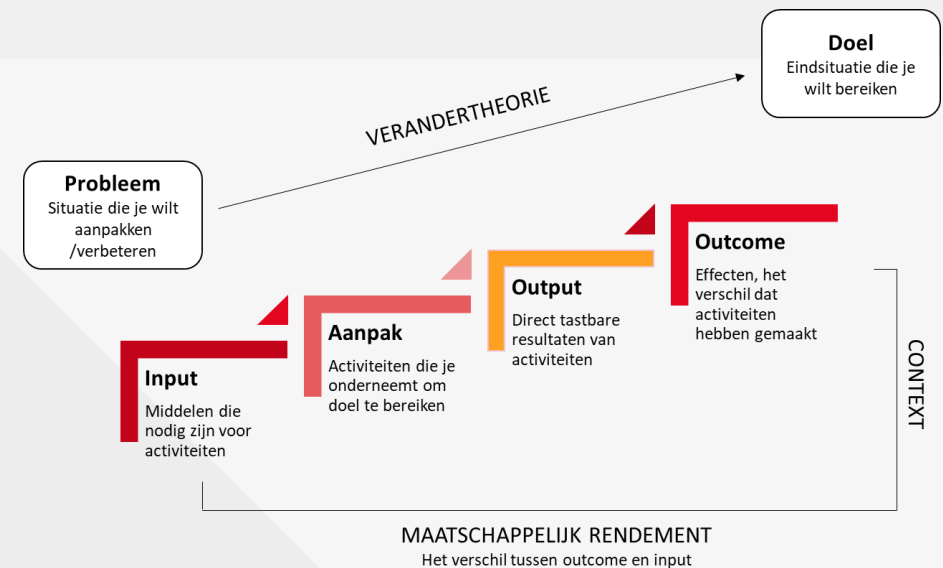 Doel
Eindsituatie die je
wilt bereiken
VERANDERTHEORIE
Probleem
Situatie die je wilt
aanpakken
/verbeteren
Input
Middelen die
nodig zijn voor
activiteiten
Aanpak
Activiteiten die je
onderneemt om
doel te bereiken
Output
Direct tastbare
resultaten van
activiteiten
Outcome
Effecten, het
verschil dat
activiteiten
hebben gemaakt
CONTEXT
MAATSCHAPPELIJK RENDEMENT
Het verschil tussen outcome en input